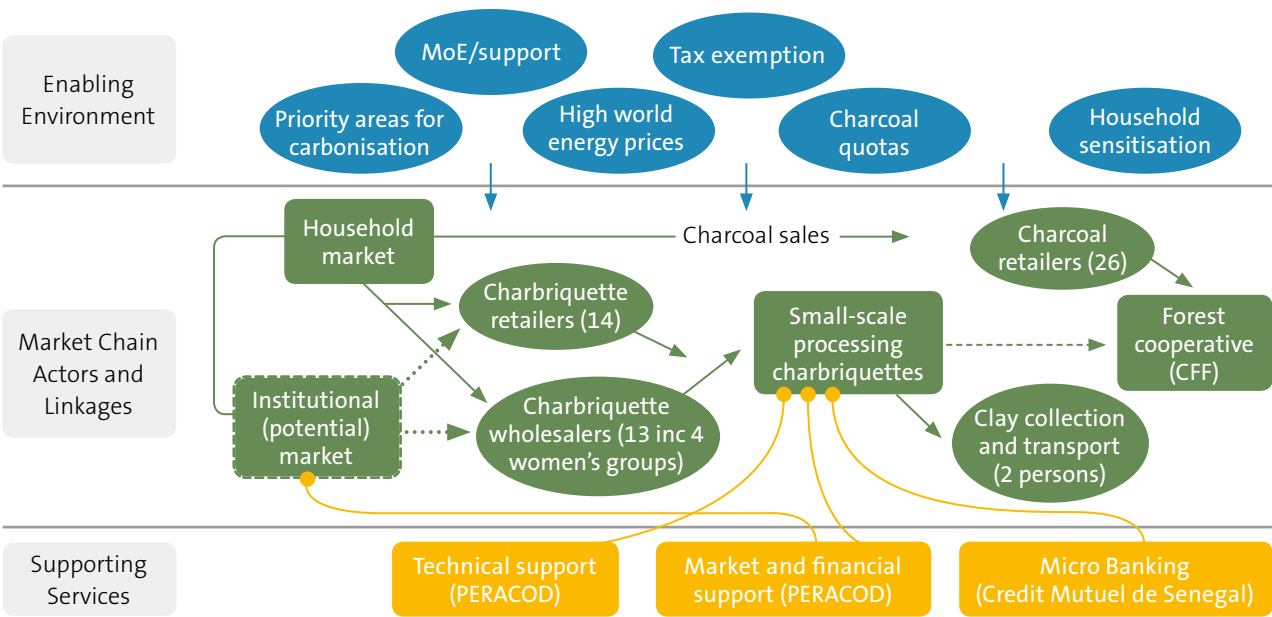 Enabling
Environment
MoE/support
Tax exemption
Priority areas for
carbonisation
High world
energy prices
Charcoal
quotas
Household
sensitisation
Market Chain
Actors and
Linkages
Household
market
Charcoal sales
Charcoal
retailers (26)
Charbriquette
retailers (14)
Small-scale
processing
charbriquettes
Forest
cooperative
(CFF)
Institutional
(potential)
market
Charbriquette
wholesalers (13 inc 4
women’s groups)
Clay collection
and transport
(2 persons)
Supporting
Services
Technical support
(PERACOD)
Market and financial
support (PERACOD)
Micro Banking
(Credit Mutuel de Senegal)